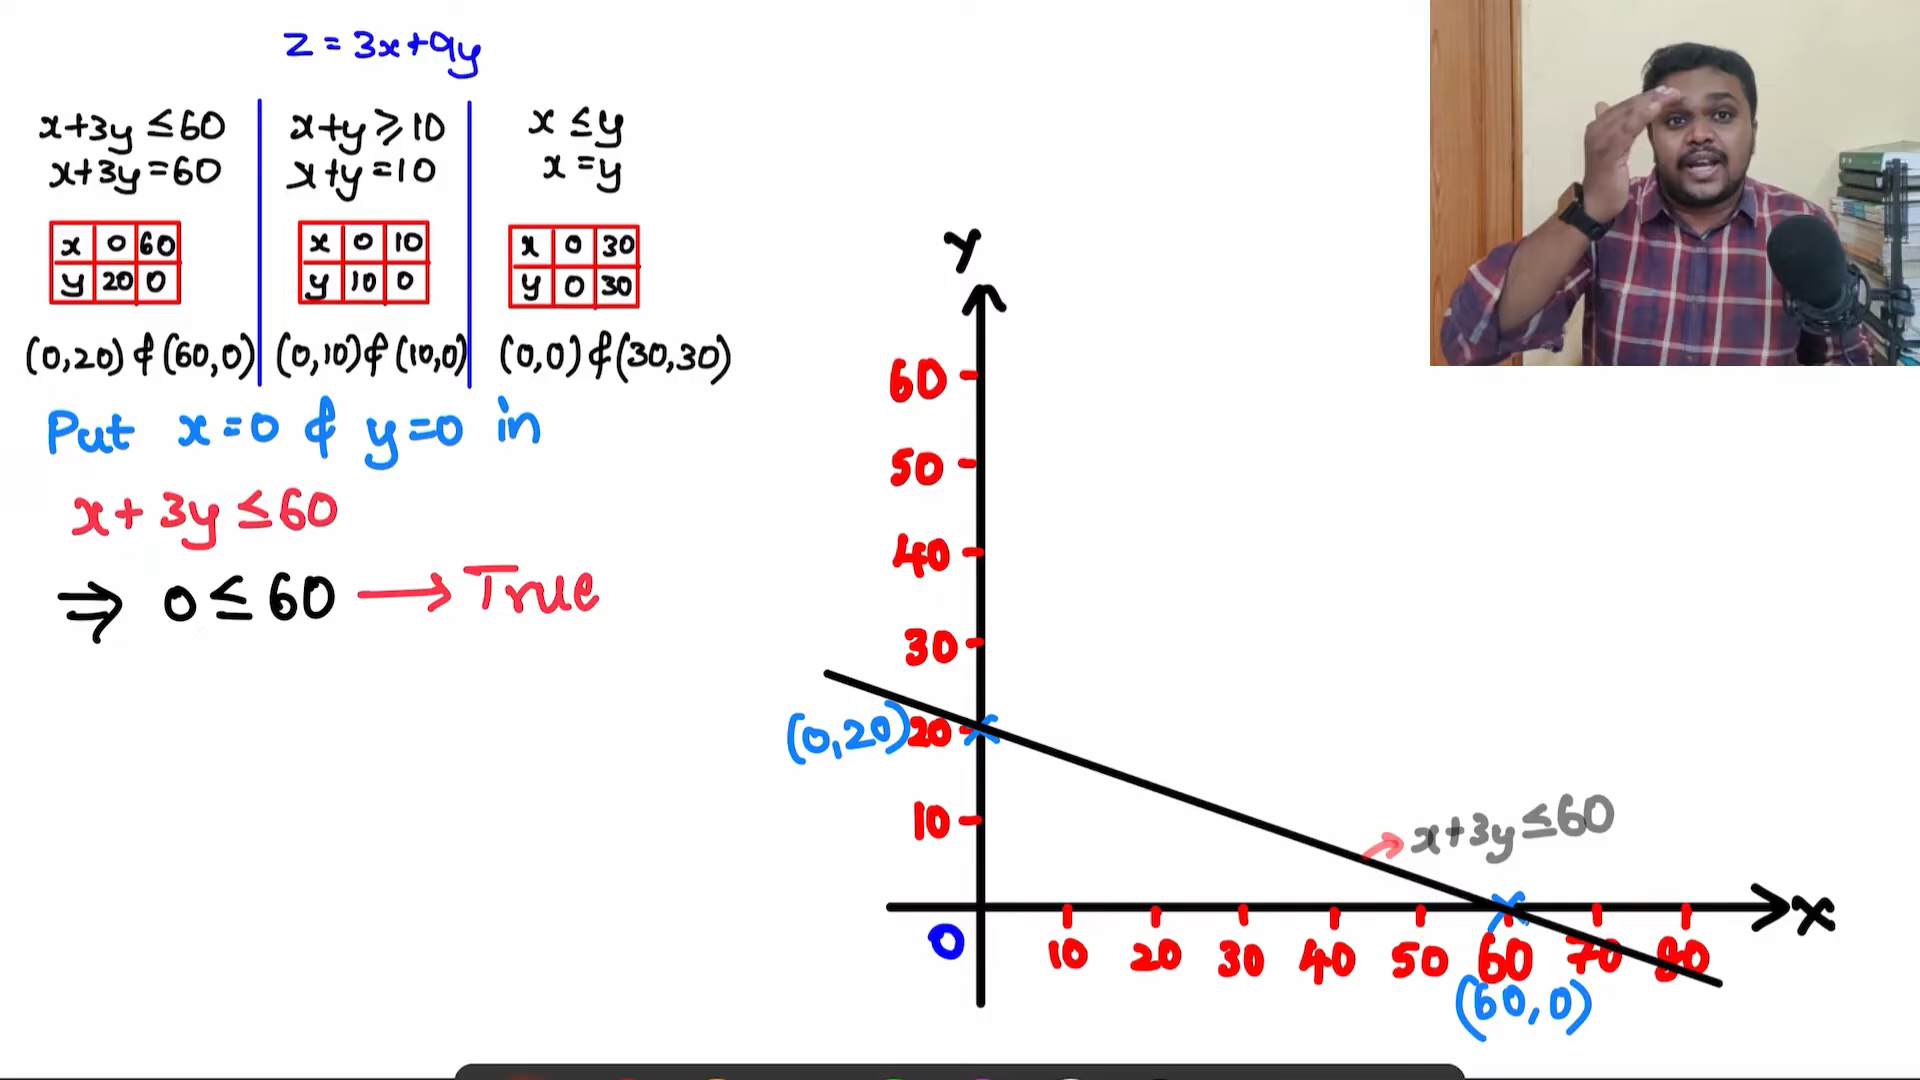 z = 3x+9y
x+3y ≤ 60
x+3y = 60
x 0 60
y 20 0
(0,20) & (60,0)
x+y ≥ 10
x+y = 10
x 0 10
y 10 0
(0,10) & (10,0)
x ≤ y
x = y
x 0 30
y 0 30
(0,0) & (30,30)
Put x=0 & y=0 in
x+3y ≤ 60
⇒ 0 ≤ 60 → True
Y
60
50
40
30
(0,20) 20
10
x+3y ≤ 60
X
0 10 20 30 40 50 60 70 80
(60,0)